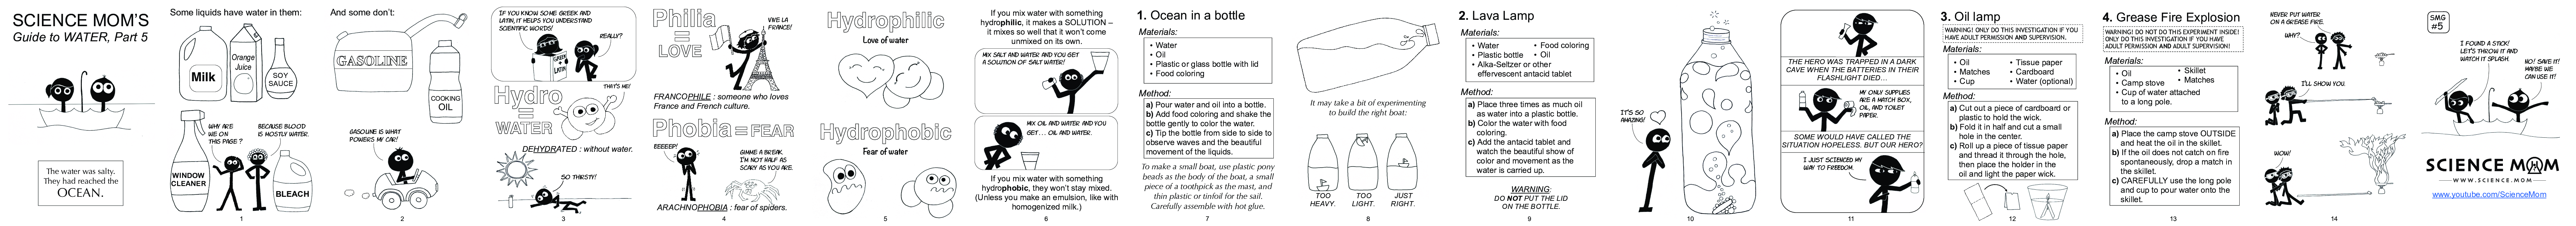 SCIENCE MOM'S
Guide to WATER, Part 5
The water was salty.
They had reached the
OCEAN.
Some liquids have water in them:
Milk
Orange
Juice
SOY
SAUCE
WHY ARE
WE ON
THIS PAGE?
BECAUSE BLOOD
IS MOSTLY WATER.
WINDOW
CLEANER
BLEACH
1
And some don't:
GASOLINE
COOKING
OIL
GASOLINE IS WHAT
POWERS MY CAR!
2
IF YOU KNOW SOME GREEK AND
LATIN, IT HELPS YOU UNDERSTAND
SCIENTIFIC WORDS!
REALLY?
GREEK
LATIN
Hydro
=
WATER
THAT'S ME!
DEHYDRATED : without water.
SO THIRSTY!
3
Philia
=
LOVE
VIVE LA
FRANCE!
FRANCOPHILE : someone who loves
France and French culture.
Phobia = FEAR
EEEEEP!
GIMME A BREAK.
I'M NOT HALF AS
SCARY AS YOU ARE.
ARACHNOPHOBIA : fear of spiders.
4
Hydrophilic
Love of water
Hydrophobic
Fear of water
5
If you mix water with something
hydrophilic, it makes a SOLUTION –
it mixes so well that it won't come
unmixed on its own.
MIX SALT AND WATER AND YOU GET
A SOLUTION OF SALT WATER!
MIX OIL AND WATER AND YOU
GET . . . OIL AND WATER.
If you mix water with something
hydrophobic, they won't stay mixed.
(Unless you make an emulsion, like with
homogenized milk.)
6
1. Ocean in a bottle
Materials:
• Water
• Oil
• Plastic or glass bottle with lid
• Food coloring
Method:
a) Pour water and oil into a bottle.
b) Add food coloring and shake the
bottle gently to color the water.
c) Tip the bottle from side to side to
observe waves and the beautiful
movement of the liquids.
To make a small boat, use plastic pony
beads as the body of the boat, a small
piece of a toothpick as the mast, and
thin plastic or tinfoil for the sail.
Carefully assemble with hot glue.
7
It may take a bit of experimenting
to build the right boat:
TOO
HEAVY.
TOO
LIGHT.
JUST
RIGHT.
8
2. Lava Lamp
Materials:
• Water
• Plastic bottle
• Alka-Seltzer or other
effervescent antacid tablet
• Food coloring
• Oil
Method:
a) Place three times as much oil
as water into a plastic bottle.
b) Color the water with food
coloring.
c) Add the antacid tablet and
watch the beautiful show of
color and movement as the
water is carried up.
WARNING:
DO NOT PUT THE LID
ON THE BOTTLE.
9
IT'S SO
AMAZING!
10
THE HERO WAS TRAPPED IN A DARK
CAVE WHEN THE BATTERIES IN THEIR
FLASHLIGHT DIED...
MY ONLY SUPPLIES
ARE A MATCH BOX,
OIL, AND TOILET
PAPER.
SOME WOULD HAVE CALLED THE
SITUATION HOPELESS. BUT OUR HERO?
I JUST SCIENCED MY
WAY TO FREEDOM.
11
3. Oil lamp
WARNING! ONLY DO THIS INVESTIGATION IF YOU
HAVE ADULT PERMISSION AND SUPERVISION.
Materials:
• Oil
• Matches
• Cup
• Tissue paper
• Cardboard
• Water (optional)
Method:
a) Cut out a piece of cardboard or
plastic to hold the wick.
b) Fold it in half and cut a small
hole in the center.
c) Roll up a piece of tissue paper
and thread it through the hole,
then place the holder in the
oil and light the paper wick.
12
4. Grease Fire Explosion
WARNING! DO NOT DO THIS EXPERIMENT INSIDE!
ONLY DO THIS INVESTIGATION IF YOU HAVE
ADULT PERMISSION AND SUPERVISION!
Materials:
• Oil
• Camp stove
• Cup of water attached
to a long pole.
• Skillet
• Matches
Method:
a) Place the camp stove OUTSIDE
and heat the oil in the skillet.
b) If the oil does not catch on fire
spontaneously, drop a match in
the skillet.
c) CAREFULLY use the long pole
and cup to pour water onto the
skillet.
13
NEVER PUT WATER
ON A GREASE FIRE.
WHY?
I'LL SHOW YOU.
WOW!
14
SMG
#5
I FOUND A STICK!
LET'S THROW IT AND
WATCH IT SPLASH.
NO! SAVE IT!
MAYBE WE
CAN USE IT!
SCIENCE MOM
WWW.SCIENCE.MOM
www.youtube.com/ScienceMom